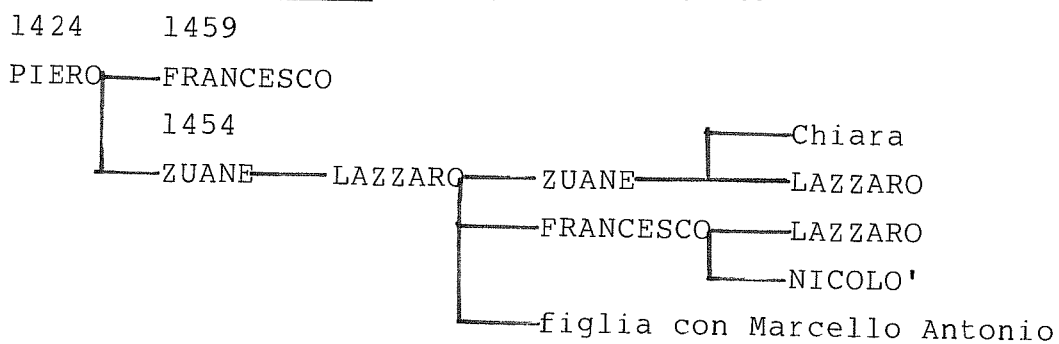 1424 1459
PIERO FRANCESCO
1454
Chiara
ZUANE LAZZARO ZUANE LAZZARO
FRANCESCO LAZZARO
NICOLO'
figlia con Marcello Antonio